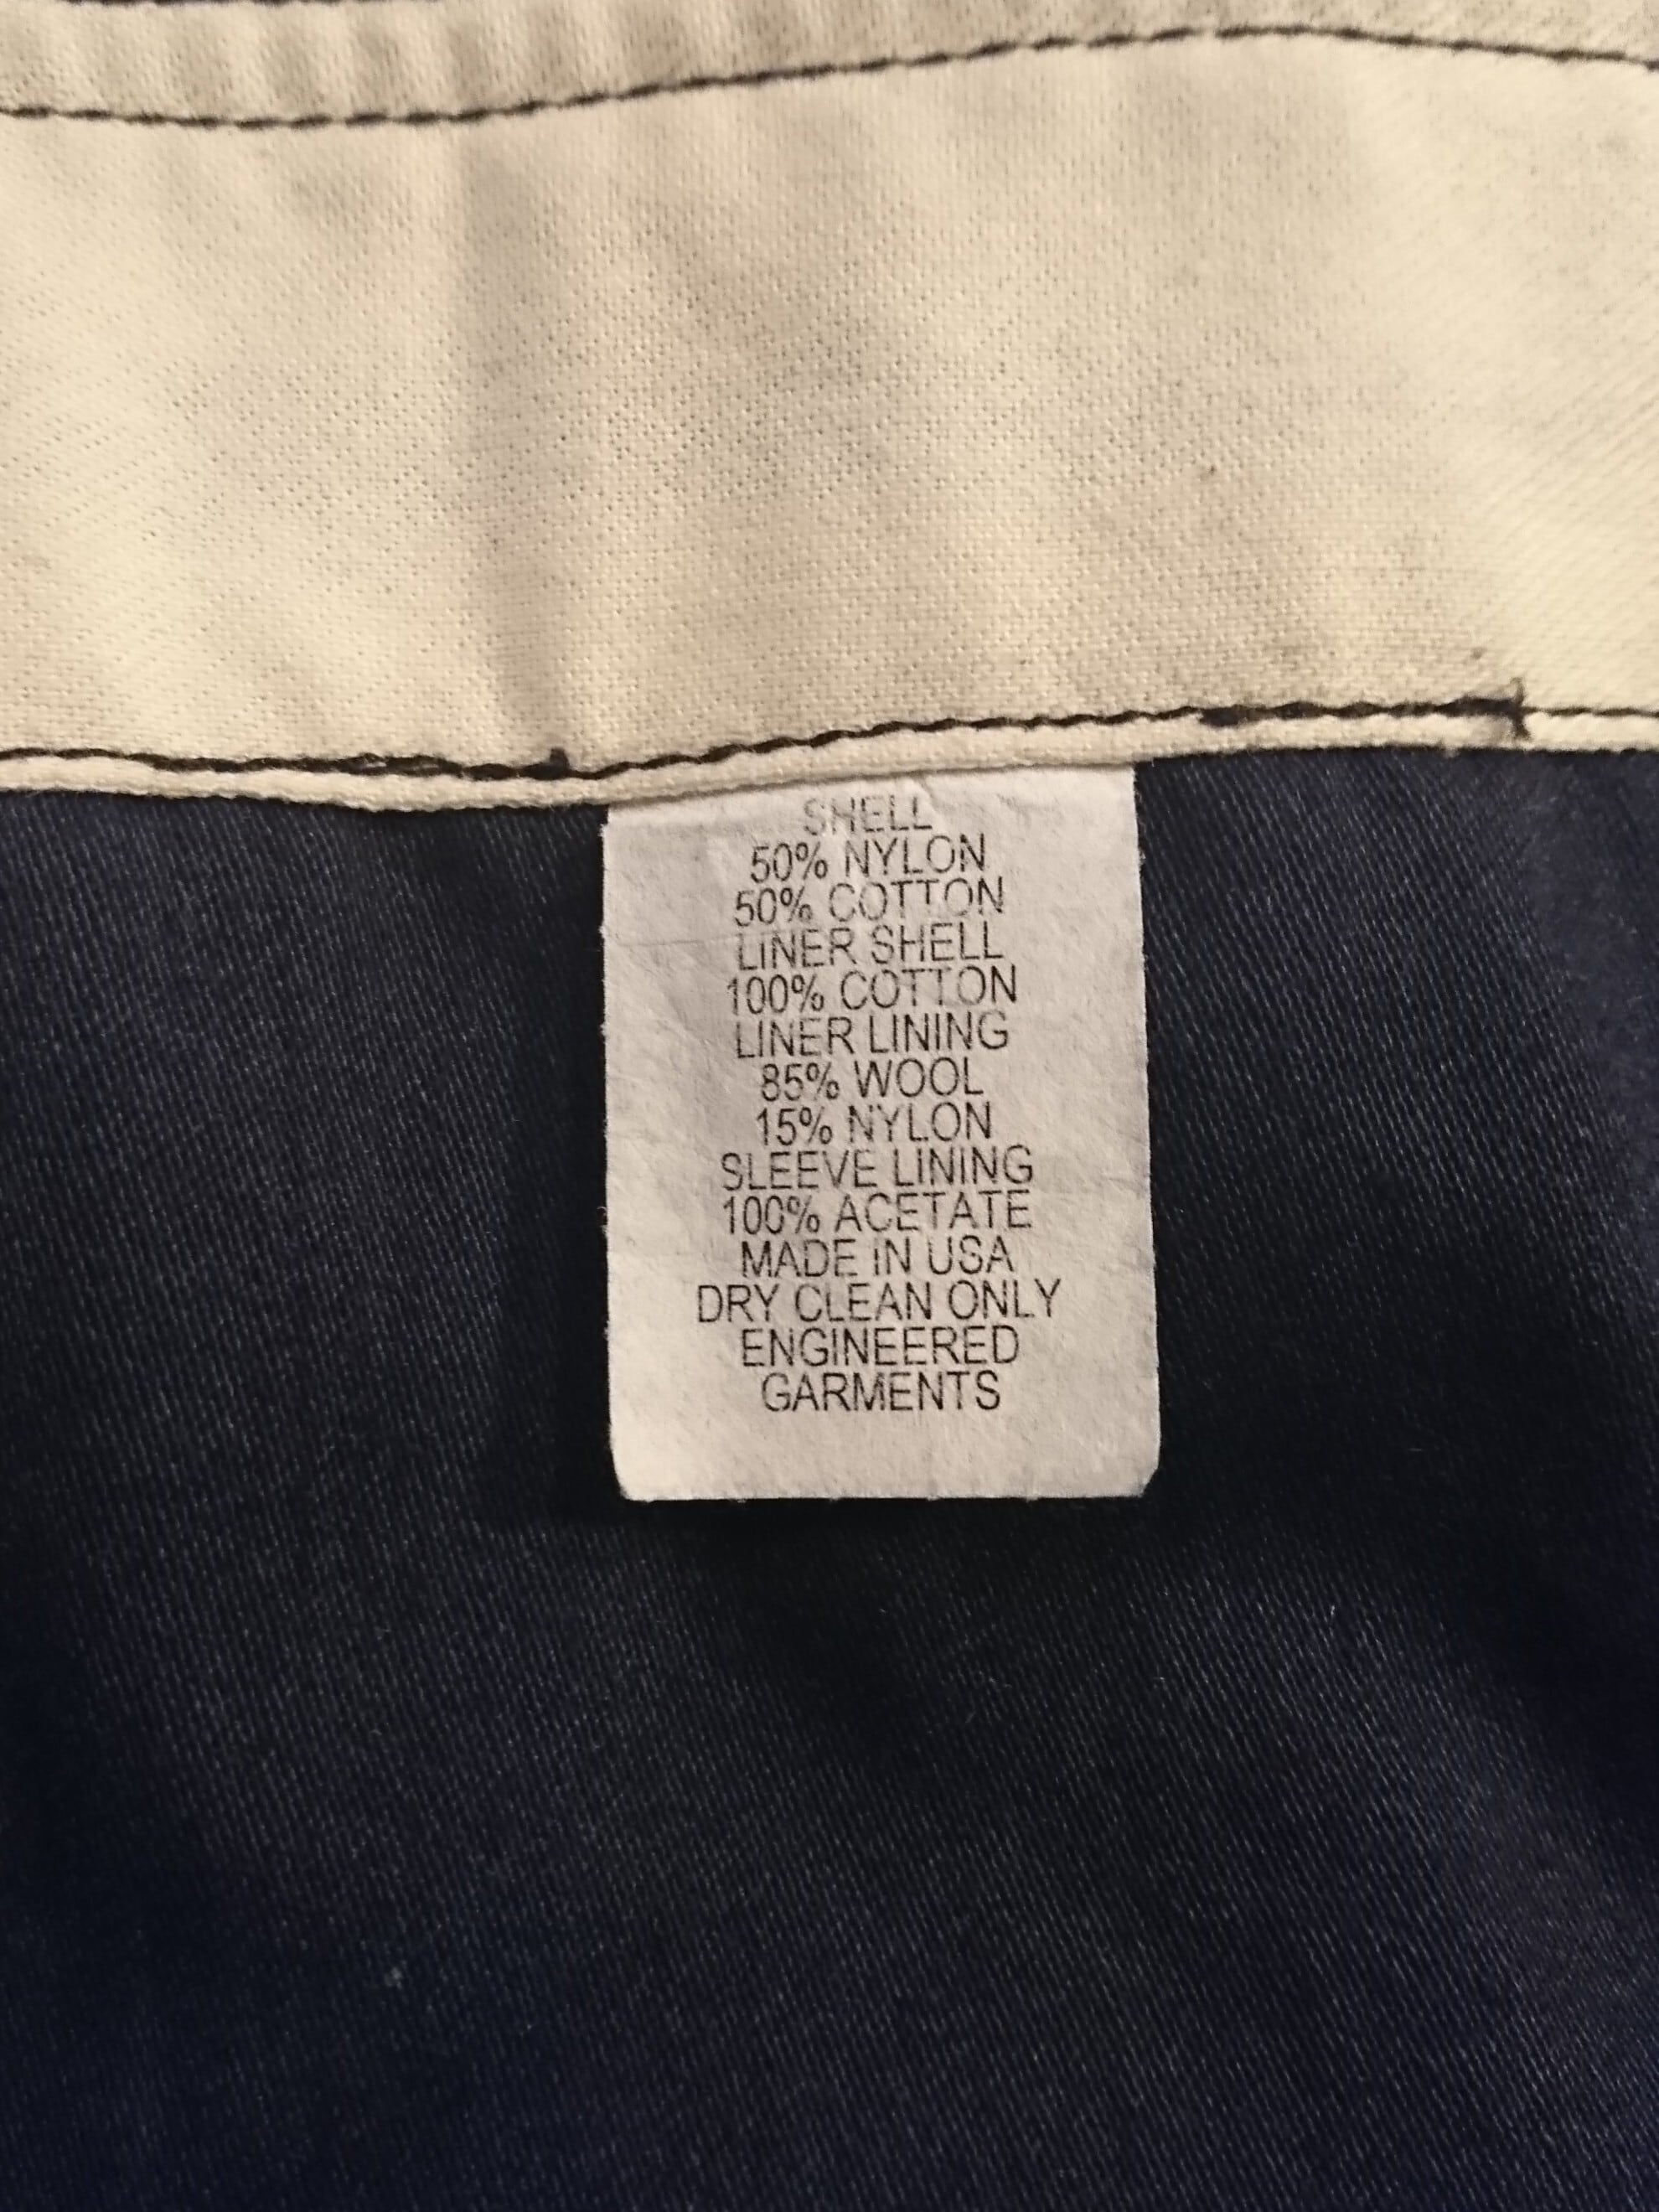 SHELL
50% NYLON
50% COTTON
LINER SHELL
100% COTTON
LINER LINING
85% WOOL
15% NYLON
SLEEVE LINING
100% ACETATE
MADE IN USA
DRY CLEAN ONLY
ENGINEERED
GARMENTS